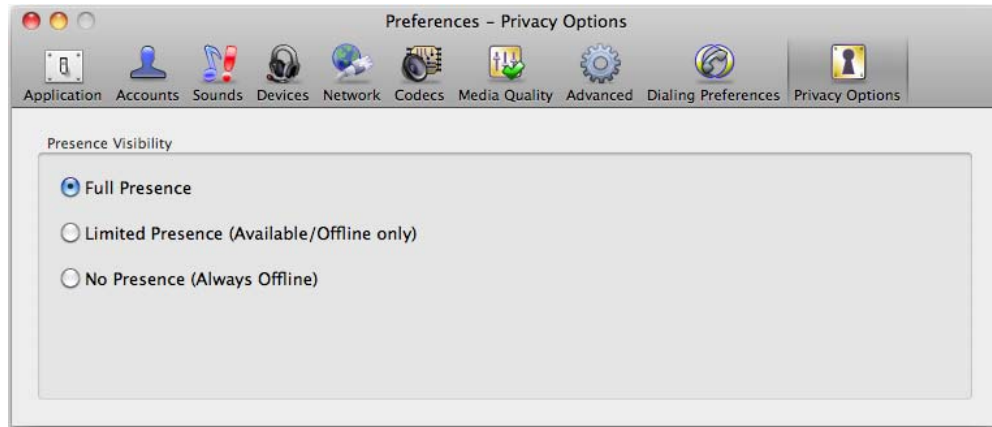 Preferences – Privacy Options
Application Accounts Sounds Devices Network Codecs Media Quality Advanced Dialing Preferences Privacy Options
Presence Visibility
Full Presence
Limited Presence (Available/Offline only)
No Presence (Always Offline)